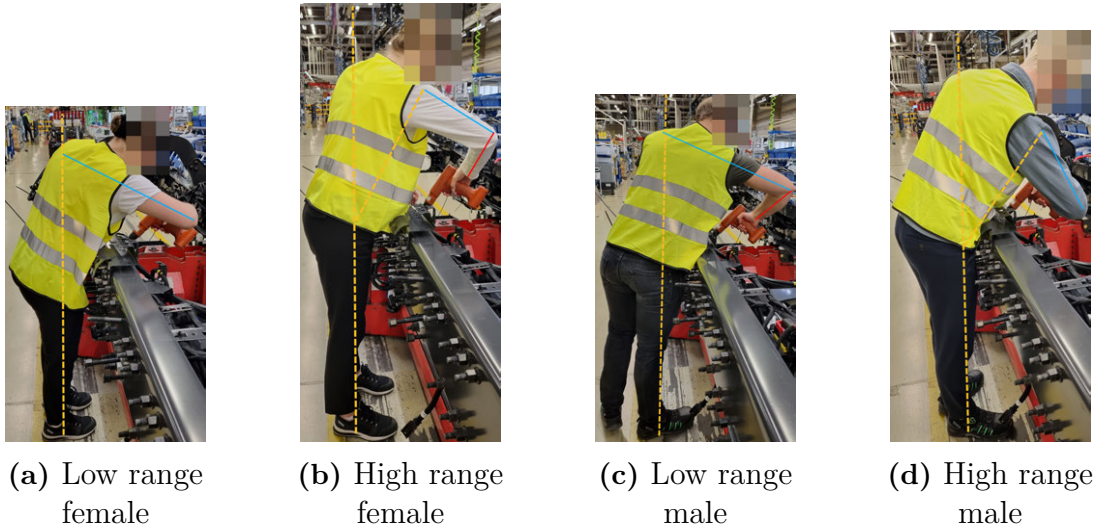 (a) Low range
female
(b) High range
female
(c) Low range
male
(d) High range
male